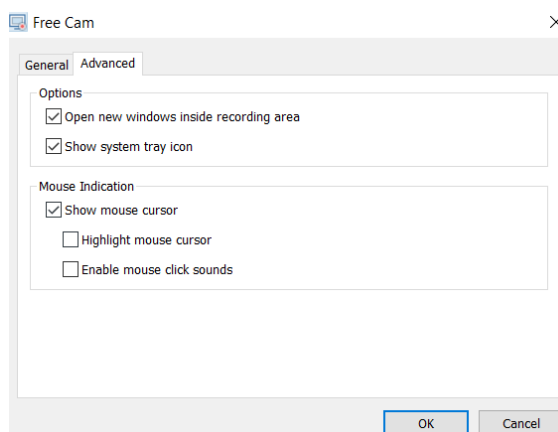 Free Cam
General Advanced
Options
Open new windows inside recording area
Show system tray icon
Mouse Indication
Show mouse cursor
Highlight mouse cursor
Enable mouse click sounds
OK Cancel